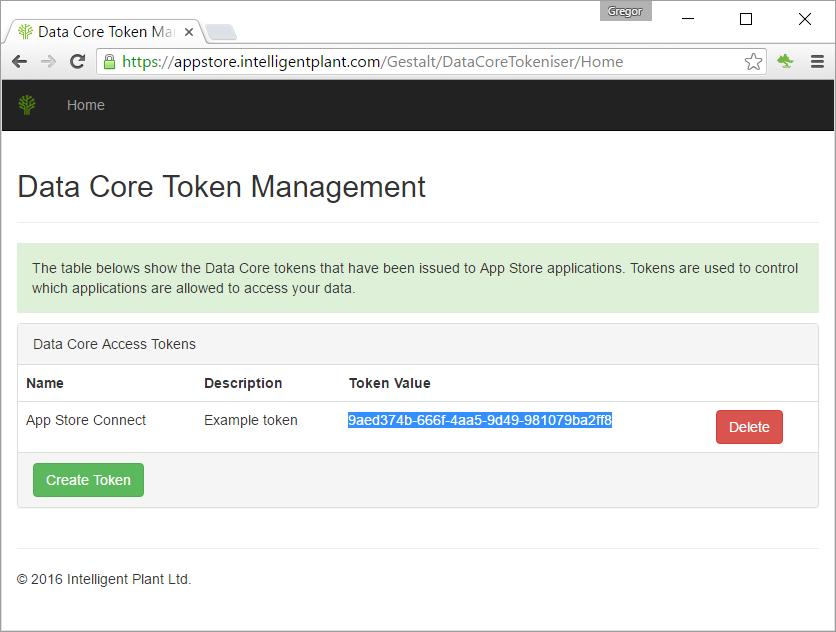 Gregor
Data Core Token Ma
https://appstore.intelligentplant.com/Gestalt/DataCoreTokeniser/Home
Home
Data Core Token Management
The table belows show the Data Core tokens that have been issued to App Store applications. Tokens are used to control
which applications are allowed to access your data.
Data Core Access Tokens
Name Description Token Value
App Store Connect Example token 9aed374b-666f-4aa5-9d49-981079ba2ff8 Delete
Create Token
© 2016 Intelligent Plant Ltd.